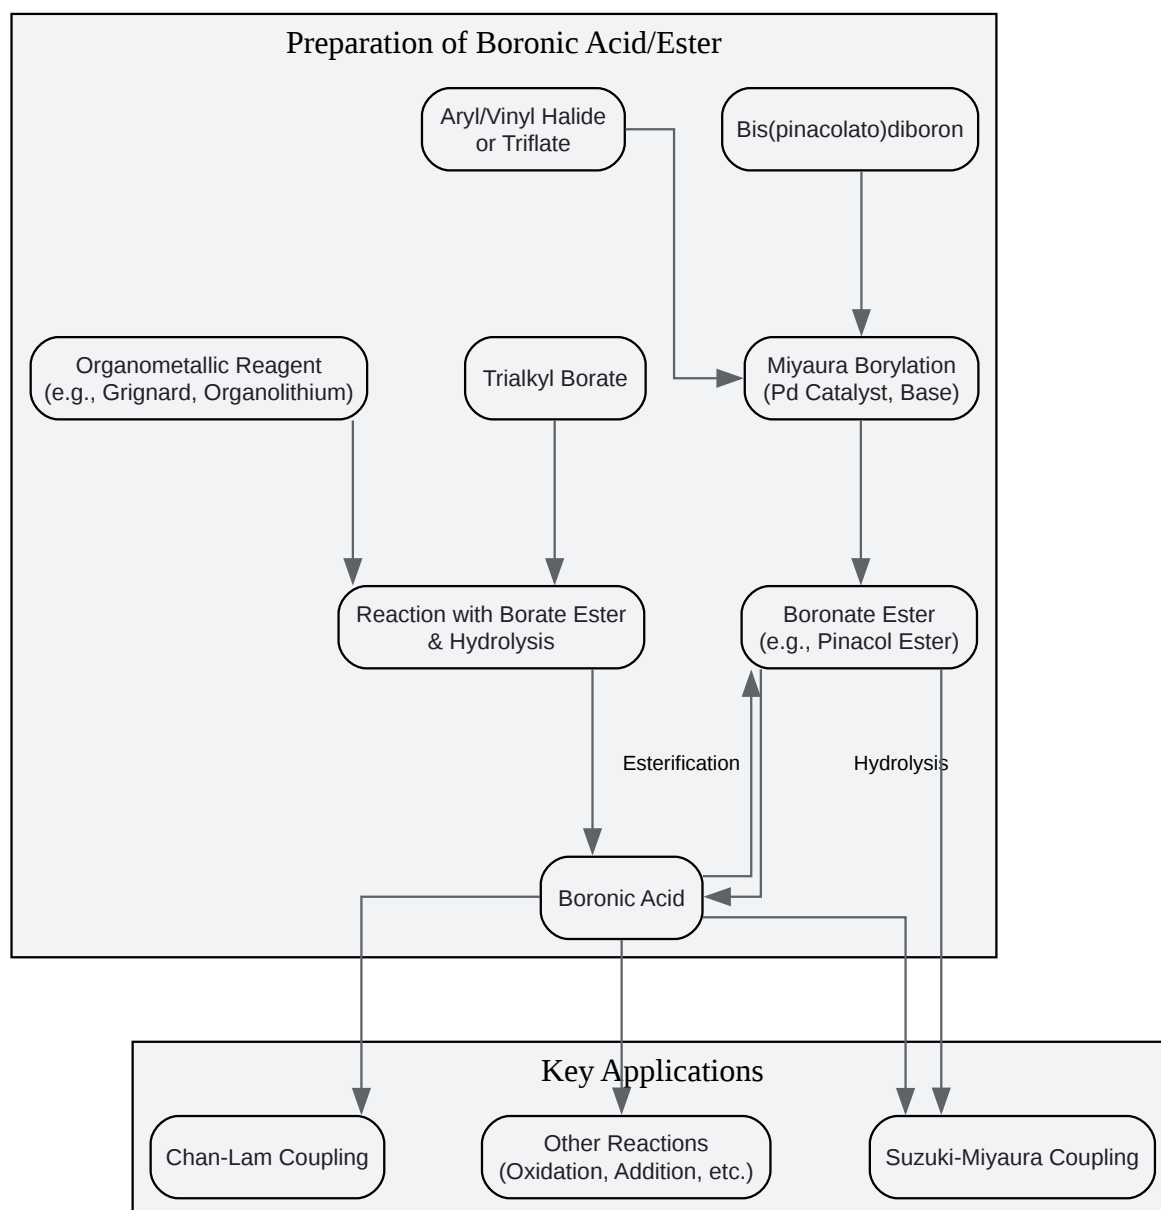 Preparation of Boronic Acid/Ester
Aryl/Vinyl Halide
or Triflate
Bis(pinacolato)diboron
Organometallic Reagent
(e.g., Grignard, Organolithium)
Trialkyl Borate
Miyaura Borylation
(Pd Catalyst, Base)
Reaction with Borate Ester
& Hydrolysis
Boronate Ester
(e.g., Pinacol Ester)
Esterification
Hydrolysis
Boronic Acid
Key Applications
Chan-Lam Coupling
Other Reactions
(Oxidation, Addition, etc.)
Suzuki-Miyaura Coupling